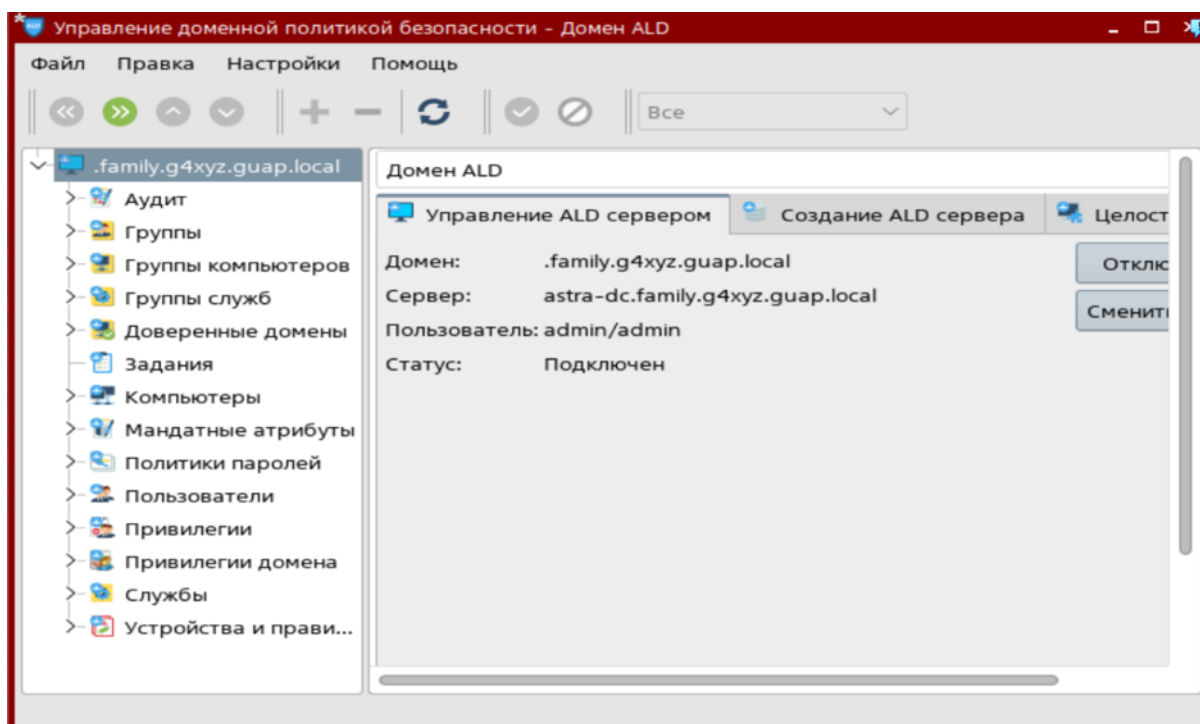 Управление доменной политикой безопасности – Домен ALD
Файл Правка Настройки Помощь
Все
.family.g4xyz.guap.local
Аудит
Группы
Группы компьютеров
Группы служб
Доверенные домены
Задания
Компьютеры
Мандатные атрибуты
Политики паролей
Пользователи
Привилегии
Привилегии домена
Службы
Устройства и прави...
Домен ALD
Управление ALD сервером Создание ALD сервера Целост
Домен: .family.g4xyz.guap.local
Отклю
Сервер: astra-dc.family.g4xyz.guap.local
Сменит
Пользователь: admin/admin
Статус: Подключен